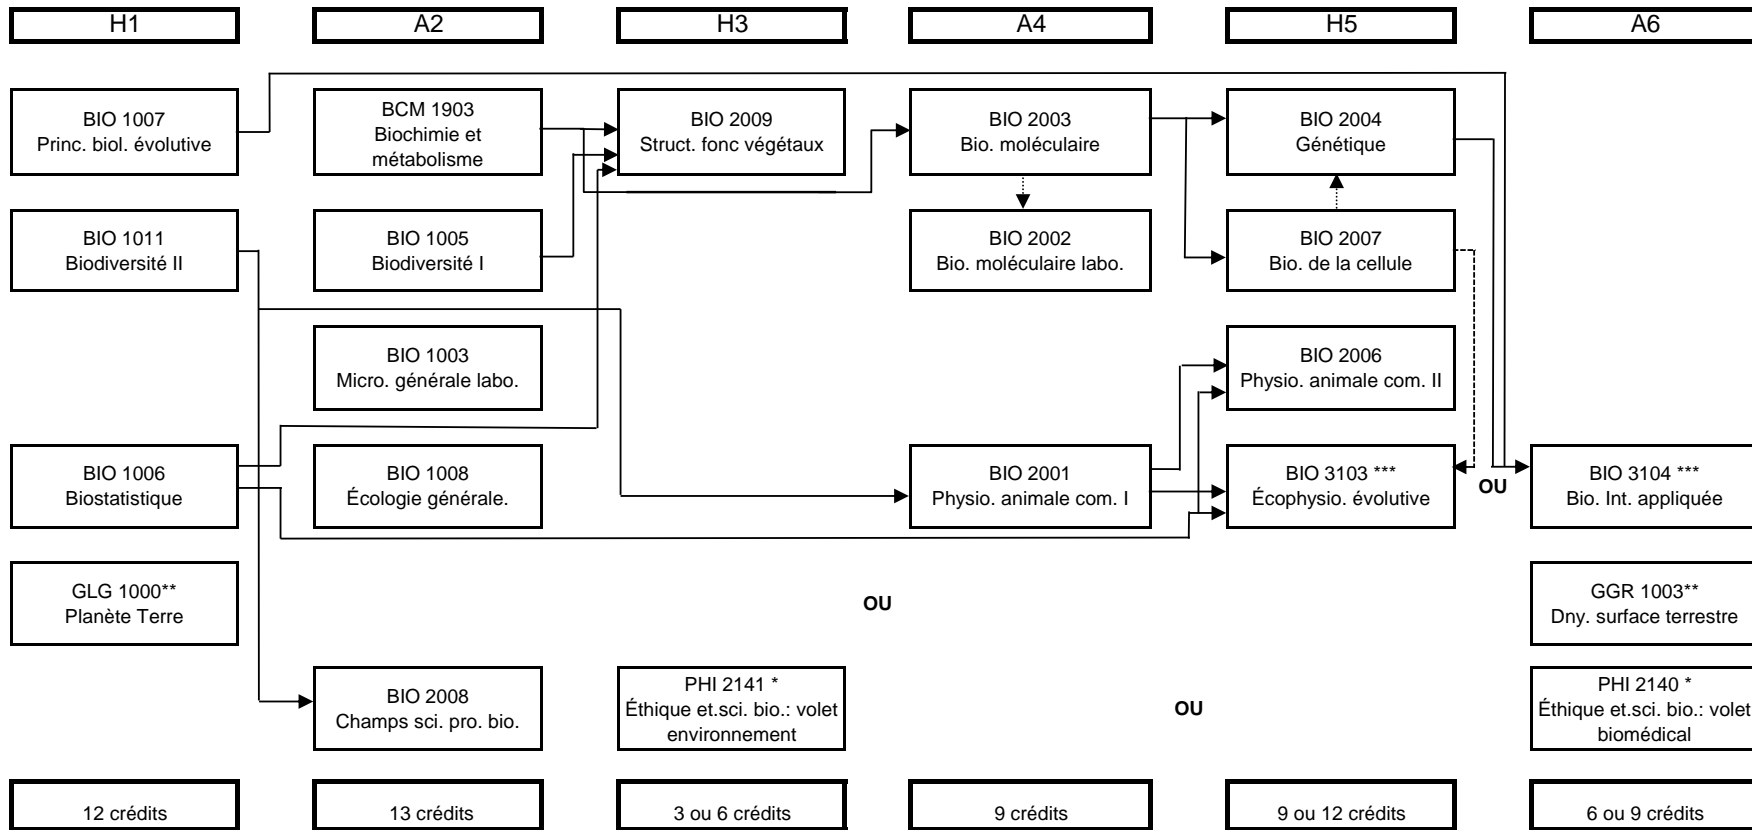 H1
A2
H3
A4
H5
A6
BIO 1007
Princ. biol. évolutive
BCM 1903
Biochimie et
métabolisme
BIO 2009
Struct. fonc végétaux
BIO 2003
Bio. moléculaire
BIO 2004
Génétique
BIO 1011
Biodiversité II
BIO 1005
Biodiversité I
BIO 2002
Bio. moléculaire labo.
BIO 2007
Bio. de la cellule
BIO 1003
Micro. générale labo.
BIO 2006
Physio. animale com. II
BIO 1006
Biostatistique
BIO 1008
Écologie générale.
BIO 2001
Physio. animale com. I
BIO 3103 ***
Écophysio. évolutive
OU
BIO 3104 ***
Bio. Int. appliquée
GLG 1000**
Planète Terre
OU
GGR 1003**
Dny. surface terrestre
BIO 2008
Champs sci. pro. bio.
PHI 2141 *
Éthique et.sci. bio.: volet
environnement
OU
PHI 2140 *
Éthique et.sci. bio.: volet
biomédical
12 crédits
13 crédits
3 ou 6 crédits
9 crédits
9 ou 12 crédits
6 ou 9 crédits